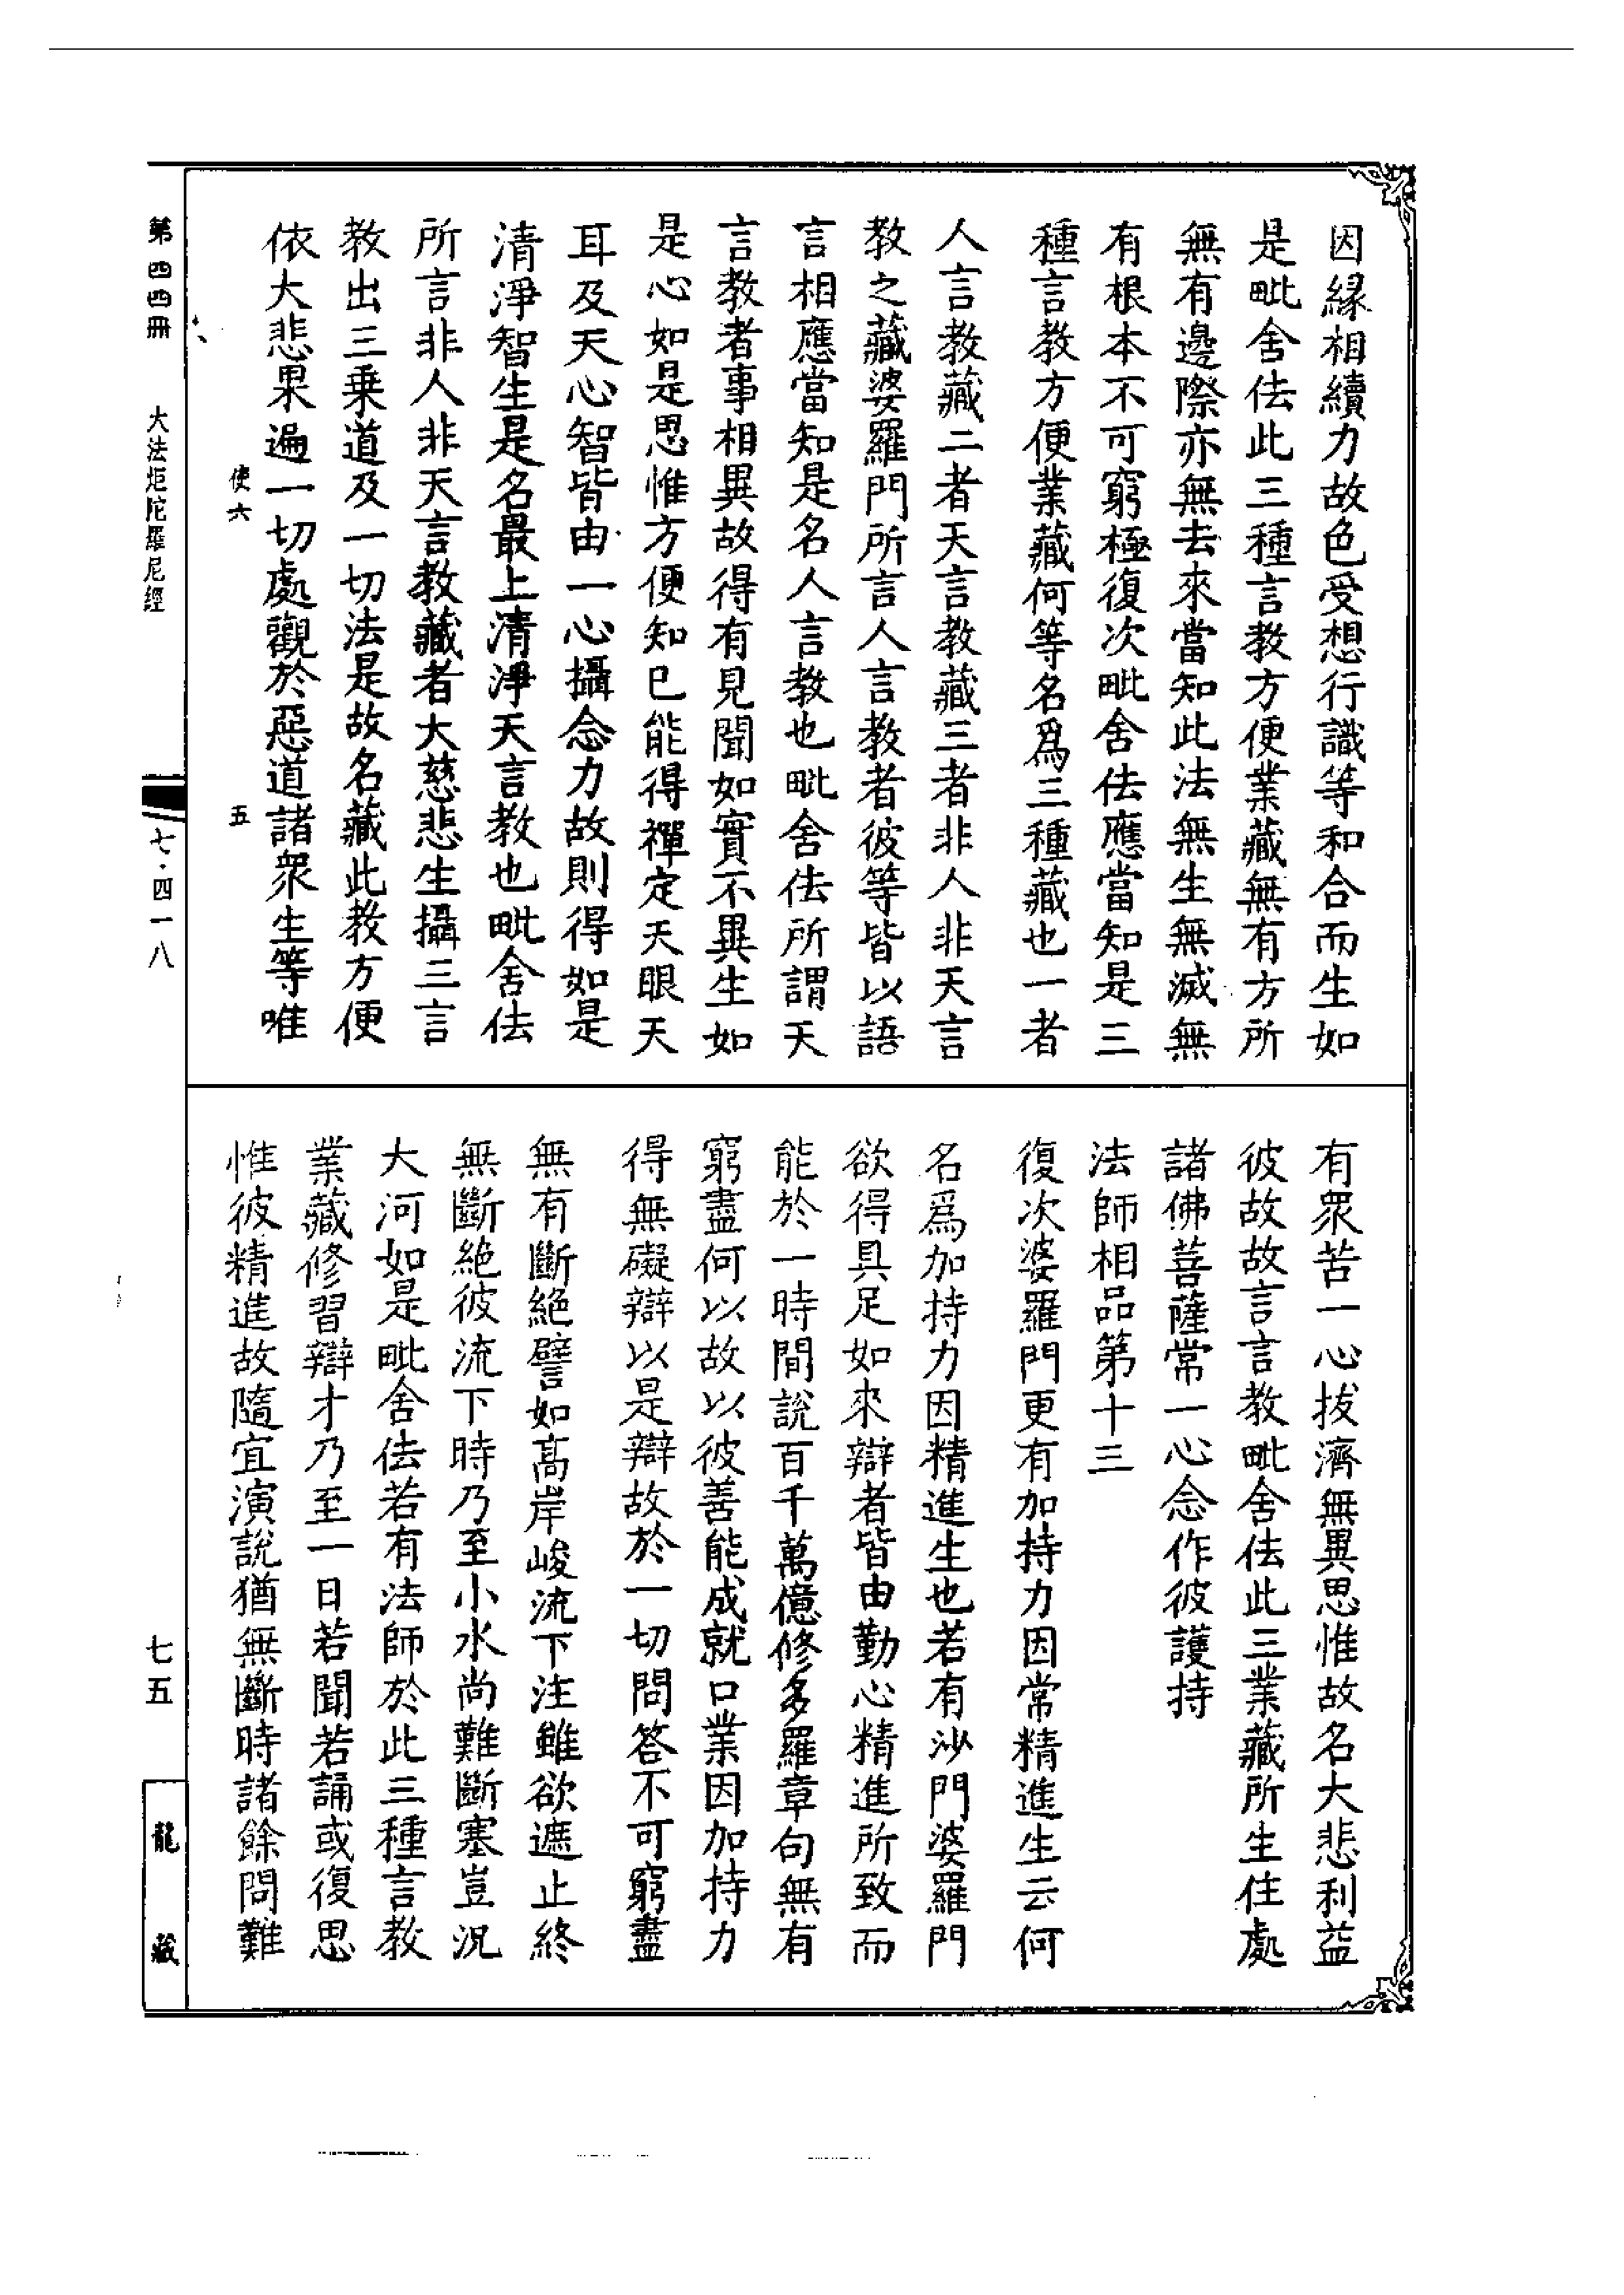 因緣相續力故色受想行識等和合而生如
是毗舍佉此三種言教方便業藏無有方所
無有邊際亦無去來當知此法無生無滅無
有根本不可窮極復次毗舍佉應當知是三
種言教方便業藏何等名爲三種藏也一者
人言教藏二者天言教藏三者非人非天言
教之藏婆羅門所言人言教者彼等皆以語
言相應當知是名人言教也毗舍佉所謂天
言教者事相異故得有見聞如實不異生如
是心如是思惟方便知已能得禪定天眼天
耳及天心智皆由一心攝念力故則得如是
清淨智生是名最上清淨天言教也毗舍佉
所言非人非天言教藏者大慈悲生攝三言
教出三乗道及一切法是故名藏此教方便
依大悲果遍一切處觀於惡道諸衆生等唯
使六
五
有衆苦一心拔濟無異思惟故名大悲利益
彼故故言言教毗舍佉此三業藏所生住處
諸佛菩薩常一心念作彼護持
法師相品第十三
復次婆羅門更有加持力因常精進生云何
名爲加持力因精進生也若有沙門婆羅門
欲得具足如來辯者皆由勤心精進所致而
能於一時間説百千萬億修多羅章句無有
窮盡何以故以彼善能成就口業因加持力
得無礙辯以是辯故於一切問答不可窮盡
無有斷絶譬如高岸峻流下注雖欲遮止終
無斷絶彼流下時乃至小水尚難斷塞豈況
大河如是毗舍佉若有法師於此三種言教
業藏修習辯才乃至一日若聞若誦或復思
惟彼精進故隨宜演説猶無斷時諸餘問難
第四四冊
大法炬陀羅尼經
七·四一八
七五
龍藏